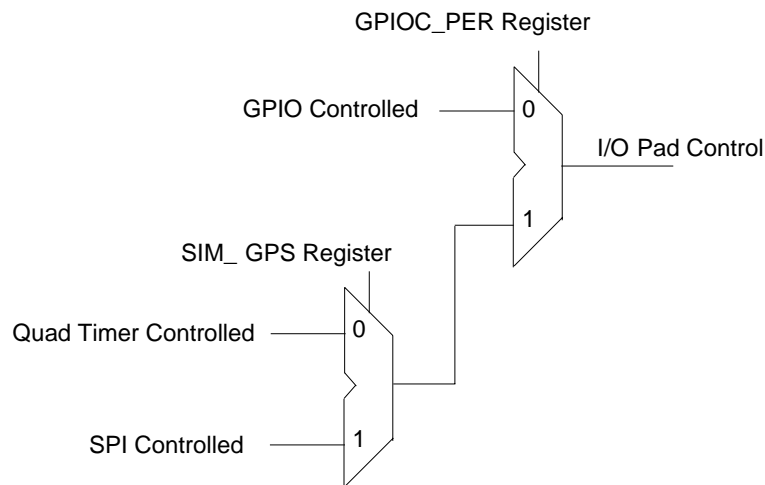 GPIOC_PER Register
GPIO Controlled
0
I/O Pad Control
1
SIM_ GPS Register
Quad Timer Controlled
0
SPI Controlled
1